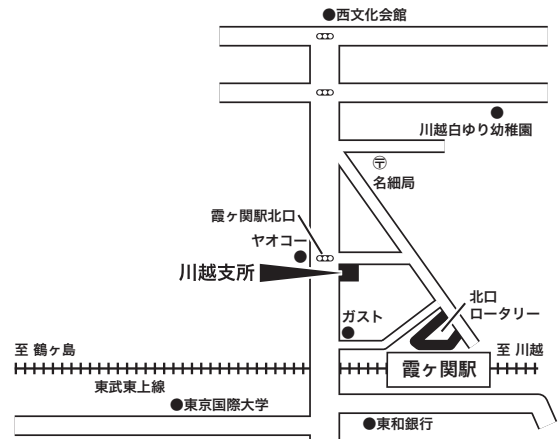 西文化会館
川越白ゆり幼稚園
名細局
霞ヶ関駅北口
ヤオコー
川越支所
北口
ロータリー
ガスト
至 鶴ヶ島
至 川越
霞ヶ関駅
東武東上線
東京国際大学
東和銀行